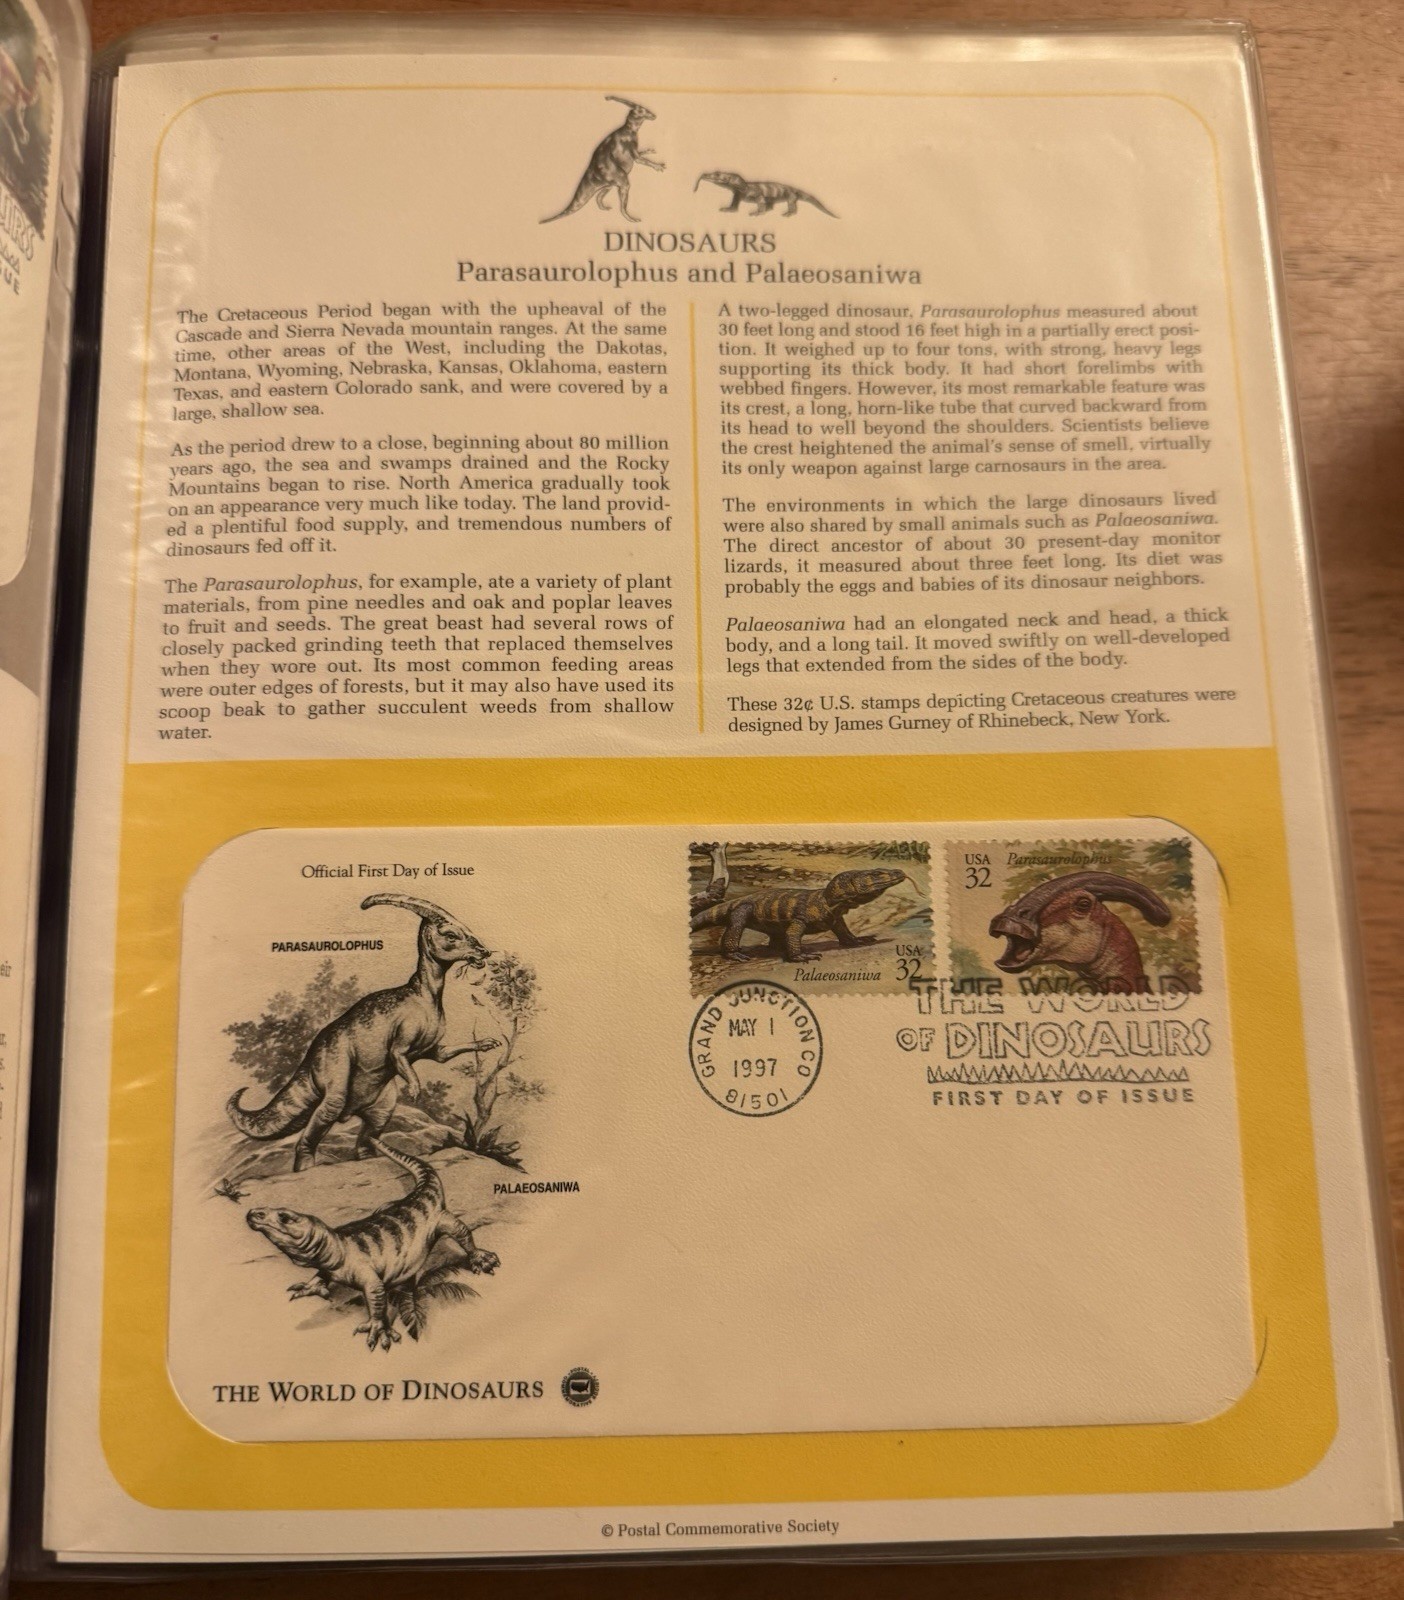 DINOSAURS
Parasaurolophus and Palaeosaniwa
The Cretaceous Period began with the upheaval of the
Cascade and Sierra Nevada mountain ranges. At the same
time, other areas of the West, including the Dakotas,
Montana, Wyoming, Nebraska, Kansas, Oklahoma, eastern
Texas, and eastern Colorado sank, and were covered by a
large, shallow sea.
As the period drew to a close, beginning about 80 million
years ago, the sea and swamps drained and the Rocky
Mountains began to rise. North America gradually took
on an appearance very much like today. The land provid-
ed a plentiful food supply, and tremendous numbers of
dinosaurs fed off it.
The Parasaurolophus, for example, ate a variety of plant
materials, from pine needles and oak and poplar leaves
to fruit and seeds. The great beast had several rows of
closely packed grinding teeth that replaced themselves
when they wore out. Its most common feeding areas
were outer edges of forests, but it may also have used its
scoop beak to gather succulent weeds from shallow
water.
A two-legged dinosaur, Parasaurolophus measured about
30 feet long and stood 16 feet high in a partially erect posi-
tion. It weighed up to four tons, with strong, heavy legs
supporting its thick body. It had short forelimbs with
webbed fingers. However, its most remarkable feature was
its crest, a long, horn-like tube that curved backward from
its head to well beyond the shoulders. Scientists believe
the crest heightened the animal's sense of smell, virtually
its only weapon against large carnosaurs in the area.
The environments in which the large dinosaurs lived
were also shared by small animals such as Palaeosaniwa.
The direct ancestor of about 30 present-day monitor
lizards, it measured about three feet long. Its diet was
probably the eggs and babies of its dinosaur neighbors.
Palaeosaniwa had an elongated neck and head, a thick
body, and a long tail. It moved swiftly on well-developed
legs that extended from the sides of the body.
These 32¢ U.S. stamps depicting Cretaceous creatures were
designed by James Gurney of Rhinebeck, New York.
Official First Day of Issue
PARASAUROLOPHUS
PALAEOSANIWA
THE WORLD OF DINOSAURS
Palaeosaniwa
USA
32
USA
32
Parasaurolophus
GRAND JUNCTION CO
MAY 1
1997
81501
THE WORLD
OF DINOSAURS
FIRST DAY OF ISSUE
© Postal Commemorative Society